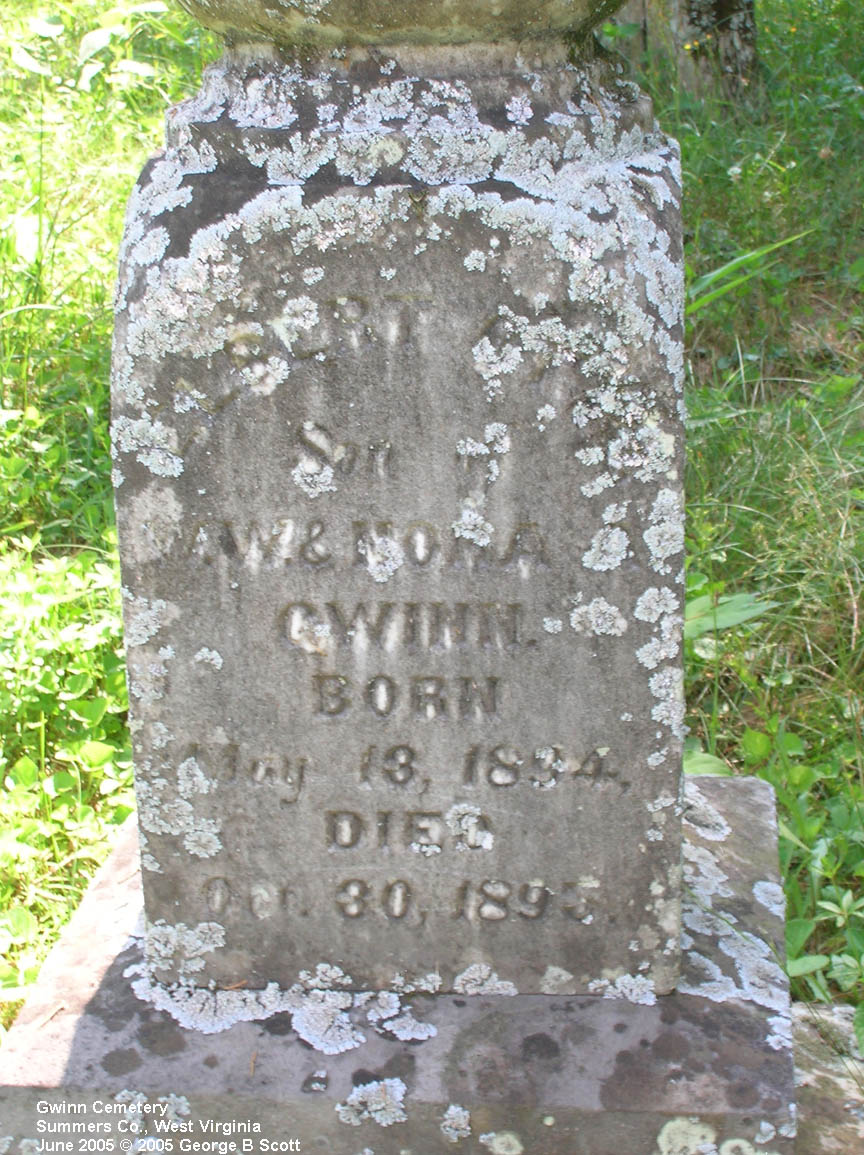 Son of
W. & NORA
GWINN.
BORN
May 13, 1894,
DIED
Oct. 30, 1895.
Gwinn Cemetery
Summers Co., West Virginia
June 2005 © 2005 George B Scott